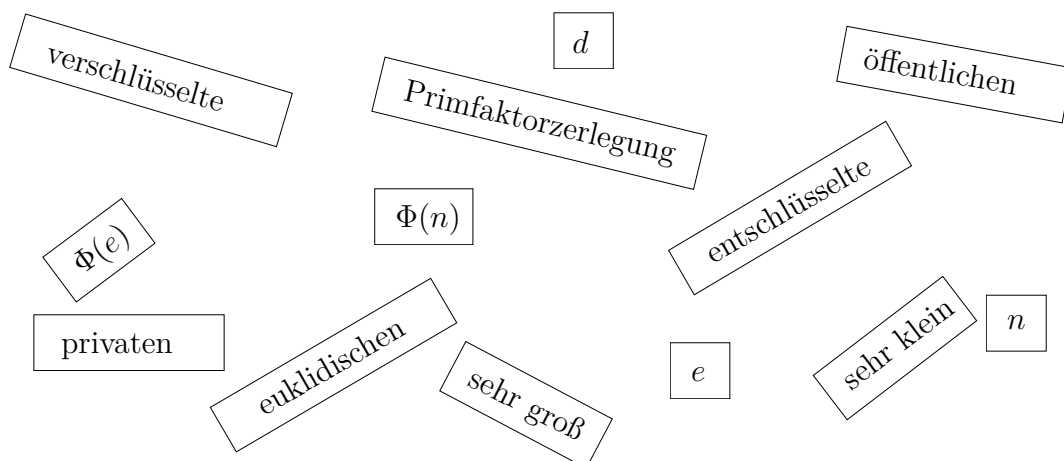 verschlüsselte
d
öffentlichen
Primfaktorzerlegung
entschlüsselte
Φ(n)
Φ(e)
privaten
euklidischen
sehr groß
e
sehr klein
n